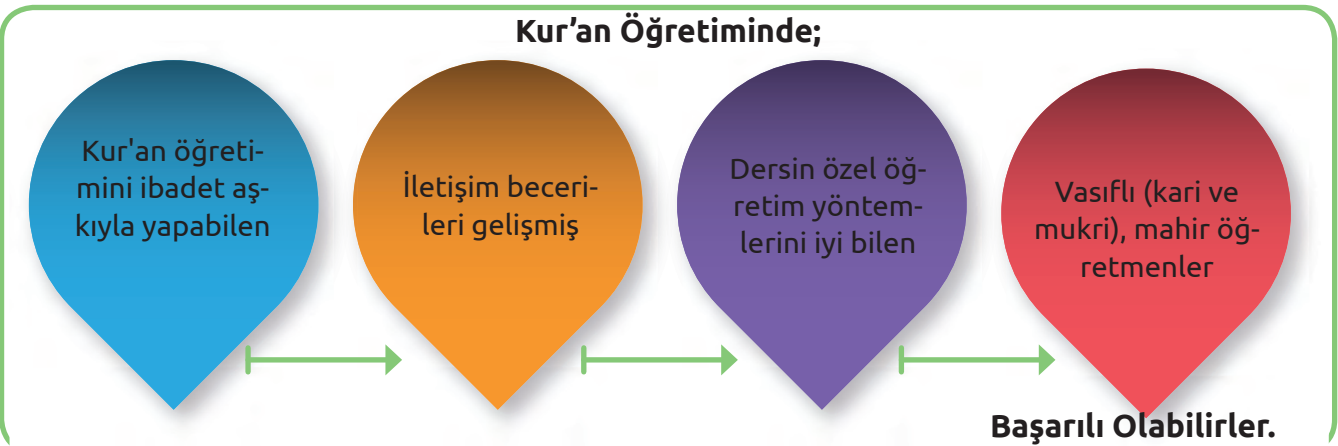 Kur’an Öğretiminde;
Kur'an öğreti-
mini ibadet aş-
kıyla yapabilen
İletişim beceri-
leri gelişmiş
Dersin özel öğ-
retim yöntem-
lerini iyi bilen
Vasıflı (kari ve
mukri), mahir öğ-
retmenler
Başarılı Olabilirler.